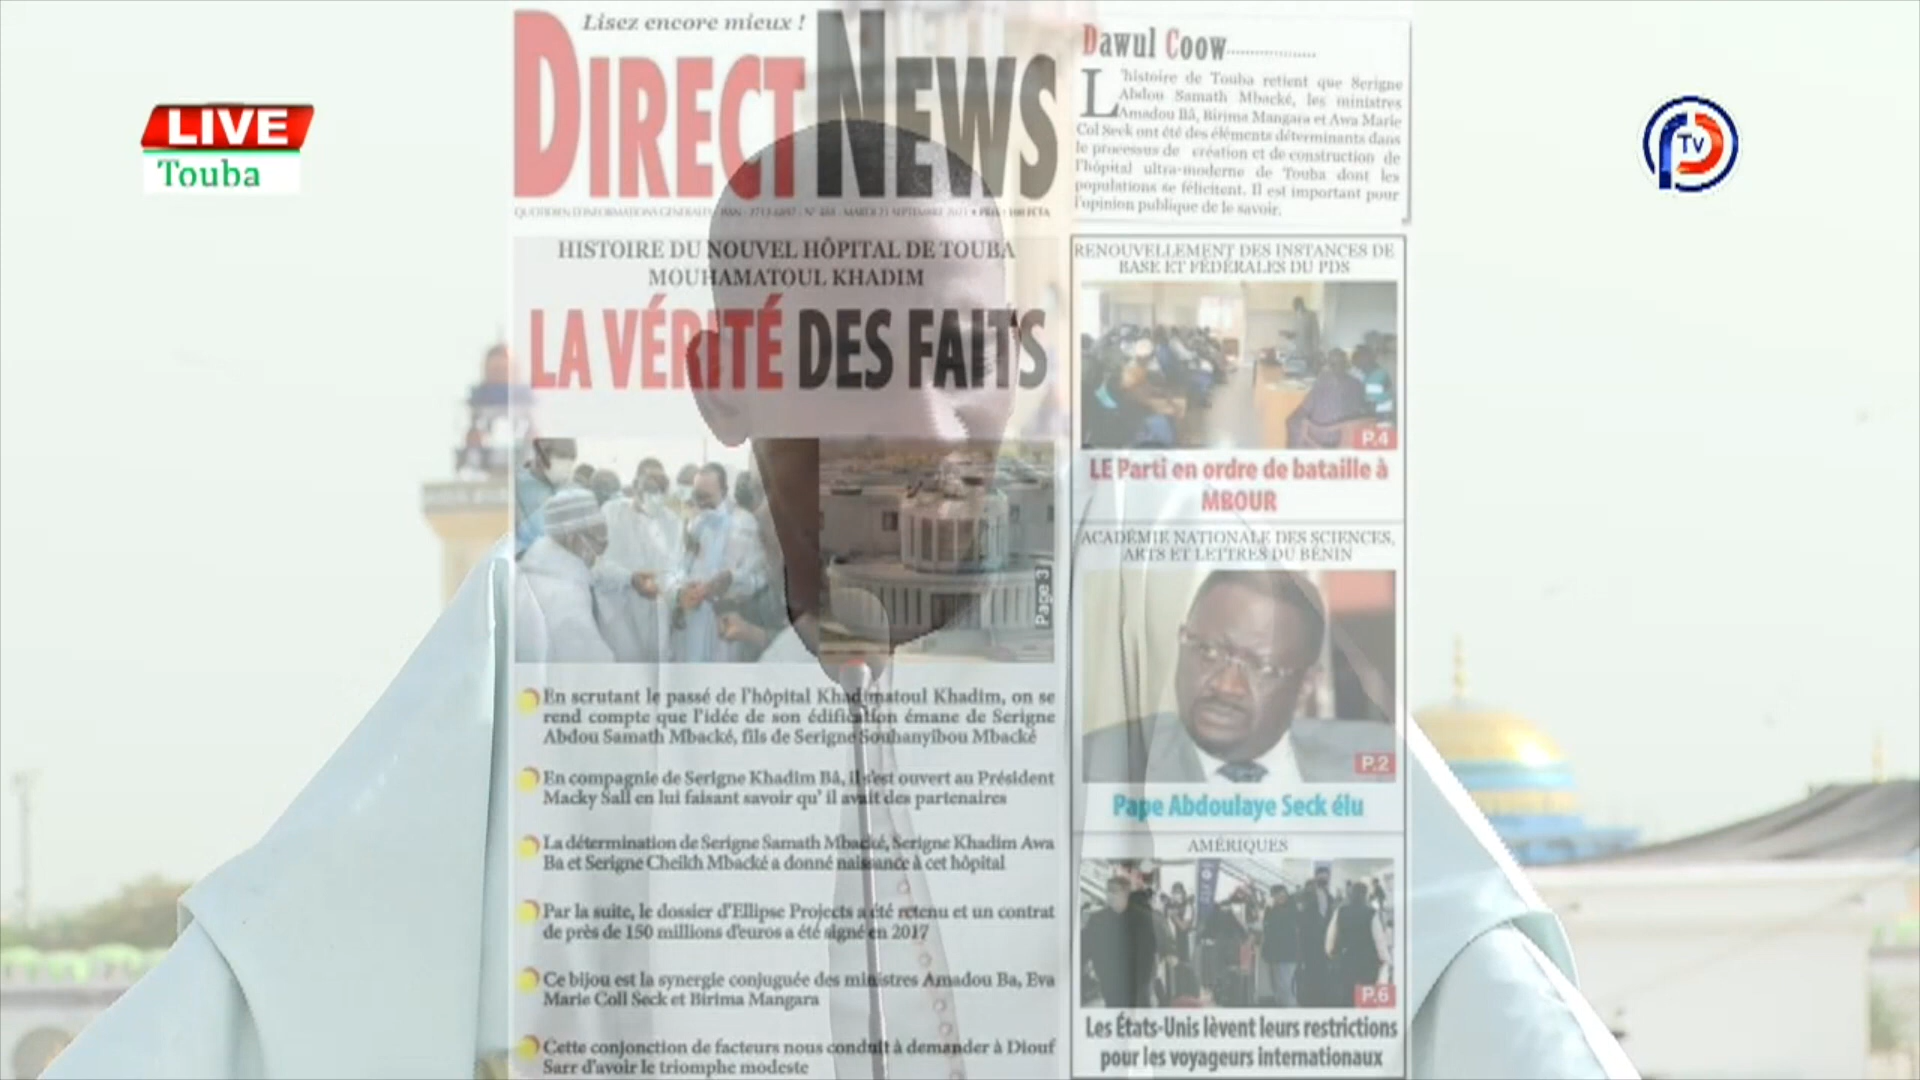 LIVE
Touba
TV
Lisez encore mieux !
DIRECT NEWS
Dawul Coow
L'histoire de Touba retient que Serigne
Abdou Samath Mbacké, les ministres
Amadou Bâ, Birima Mangara et Awa Marie
Col Seck ont été des éléments déterminants dans
le processus de création et de construction de
l'hôpital ultra-moderne de Touba dont les
populations se félicitent. Il est important pour
l'opinion publique de le savoir.
HISTOIRE DU NOUVEL HÔPITAL DE TOUBA
MOUHAMATOUL KHADIM
LA VÉRITÉ DES FAITS
Page 3
En scrutant le passé de l'hôpital Khadimatoul Khadim, on se
rend compte que l'idée de son édification émane de Serigne
Abdou Samath Mbacké, fils de Serigne Souhanyibou Mbacké
En compagnie de Serigne Khadim Bâ, il s'est ouvert au Président
Macky Sall en lui faisant savoir qu' il avait des partenaires
La détermination de Serigne Samath Mbacké, Serigne Khadim Awa
Ba et Serigne Cheikh Mbacké a donné naissance à cet hôpital
Par la suite, le dossier d'Ellipse Projects a été retenu et un contrat
de près de 150 millions d'euros a été signé en 2017
Ce bijou est la synergie conjuguée des ministres Amadou Ba, Eva
Marie Coll Seck et Birima Mangara
Cette conjonction de facteurs nous conduit à demander à Diouf
Sarr d'avoir le triomphe modeste
RENOUVELLEMENT DES INSTANCES DE
BASE ET FÉDÉRALES DU PDS
P.4
LE Parti en ordre de bataille à
MBOUR
ACADÉMIE NATIONALE DES SCIENCES,
ARTS ET LETTRES DU BÉNIN
P.2
Pape Abdoulaye Seck élu
AMÉRIQUES
P.6
Les États-Unis lèvent leurs restrictions
pour les voyageurs internationaux